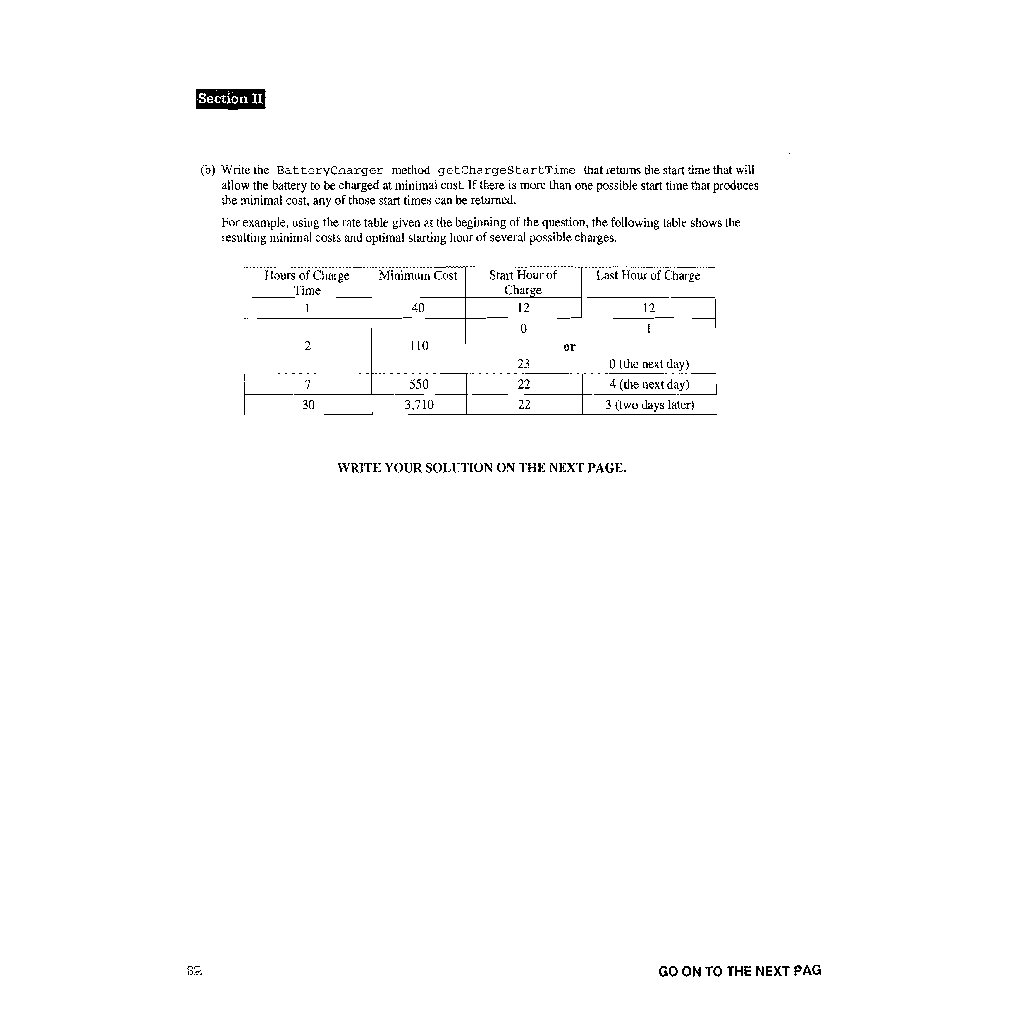 Section II
(b) Write the BatteryCharger method getChargeStartTime that returns the start time that will
allow the battery to be charged at minimal cost. If there is more than one possible start time that produces
the minimal cost, any of those start times can be returned.
For example, using the rate table given at the beginning of the question, the following table shows the
resulting minimal costs and optimal starting hour of several possible charges.
Hours of Charge Minimum Cost Start Hour of Last Hour of Charge
Time Charge
1 40 12 12
0 1
2 110 or
23 0 (the next day)
7 550 22 4 (the next day)
30 3,710 22 3 (two days later)
WRITE YOUR SOLUTION ON THE NEXT PAGE.
GO ON TO THE NEXT PAG